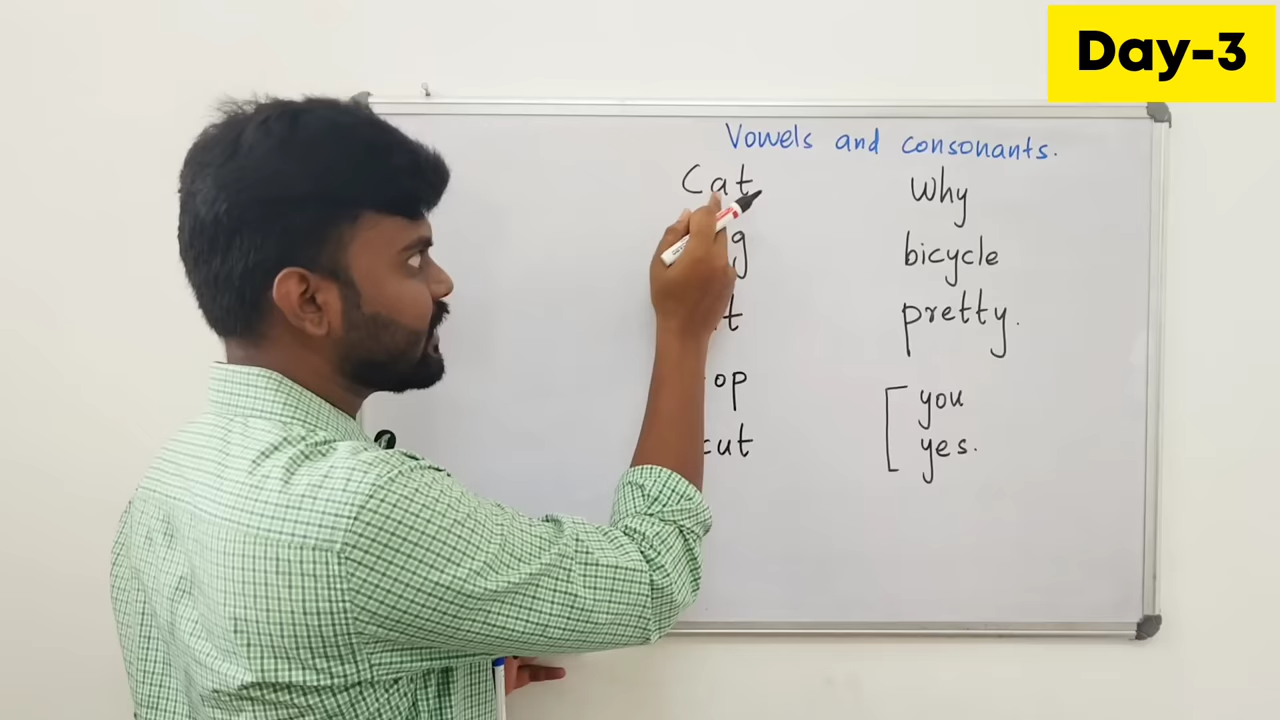 Day-3
Vowels and consonants.
Cat
Why
bicycle
pretty.
op
you
cut
yes.